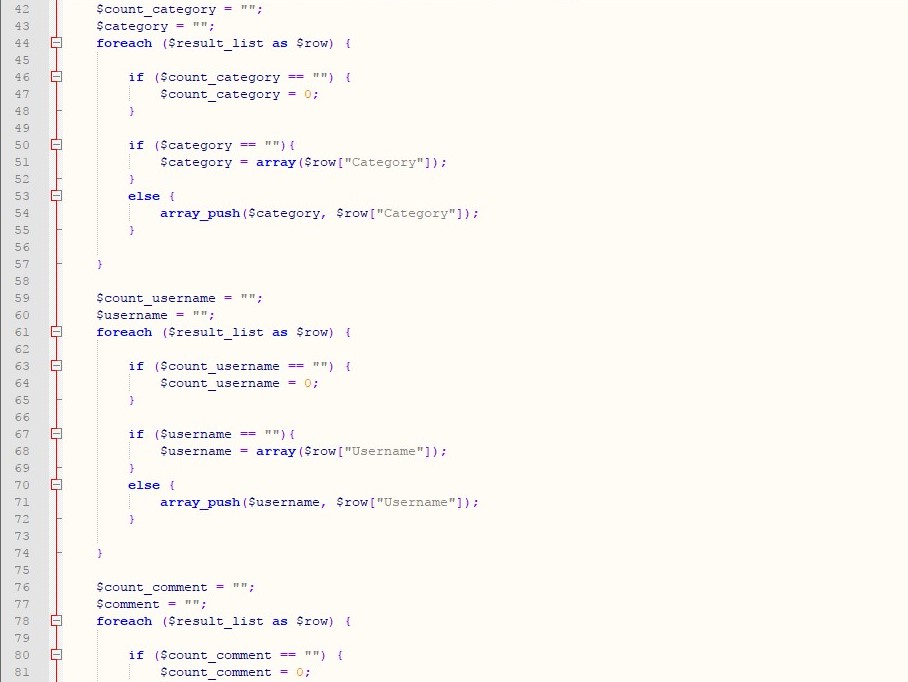 42 $count_category = "";
43 $category = "";
44 foreach ($result_list as $row) {
45
46 if ($count_category == "") {
47 $count_category = 0;
48 }
49
50 if ($category == ""){
51 $category = array($row["Category"]);
52 }
53 else {
54 array_push($category, $row["Category"]);
55 }
56
57 }
58
59 $count_username = "";
60 $username = "";
61 foreach ($result_list as $row) {
62
63 if ($count_username == "") {
64 $count_username = 0;
65 }
66
67 if ($username == ""){
68 $username = array($row["Username"]);
69 }
70 else {
71 array_push($username, $row["Username"]);
72 }
73
74 }
75
76 $count_comment = "";
77 $comment = "";
78 foreach ($result_list as $row) {
79
80 if ($count_comment == "") {
81 $count_comment = 0;